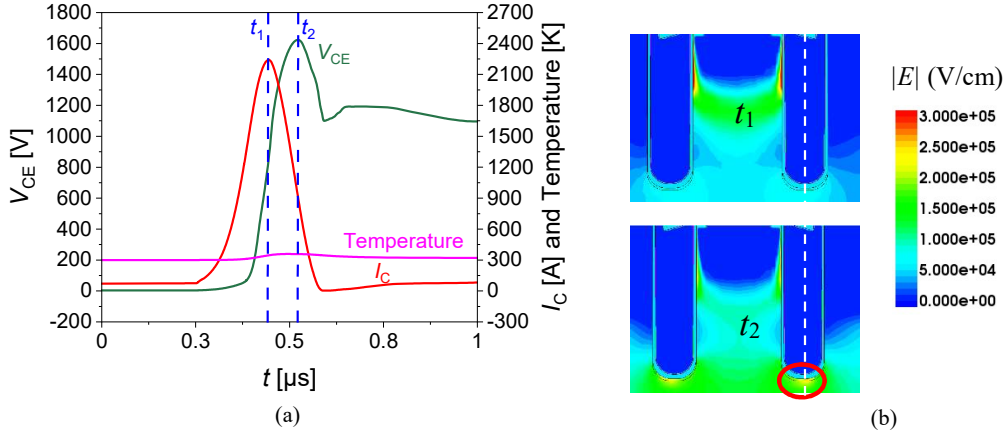 t1
t2
VCE
Temperature
IC
1600
1400
1200
1000
800
600
400
200
0
-200
VCE [V]
2700
2400
2100
1800
1500
1200
900
600
300
0
-300
IC [A] and Temperature [K]
0
0.3
0.5
0.8
1
t [µs]
(a)
t1
t2
|E| (V/cm)
3.000e+05
2.500e+05
1.000e+05
1.500e+05
1.000e+05
5.000e+04
0.000e+00
(b)